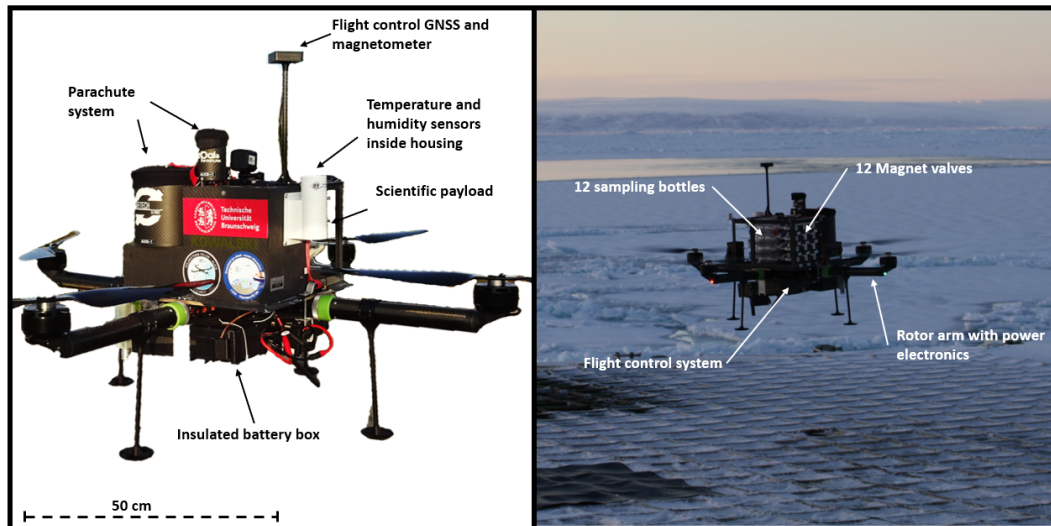 Flight control GNSS and
magnetometer
Parachute
system
Temperature and
humidity sensors
inside housing
Scientific payload
Technische
Universität
Braunschweig
KOWALSKI
Insulated battery box
50 cm
12 sampling bottles
12 Magnet valves
Flight control system
Rotor arm with power
electronics